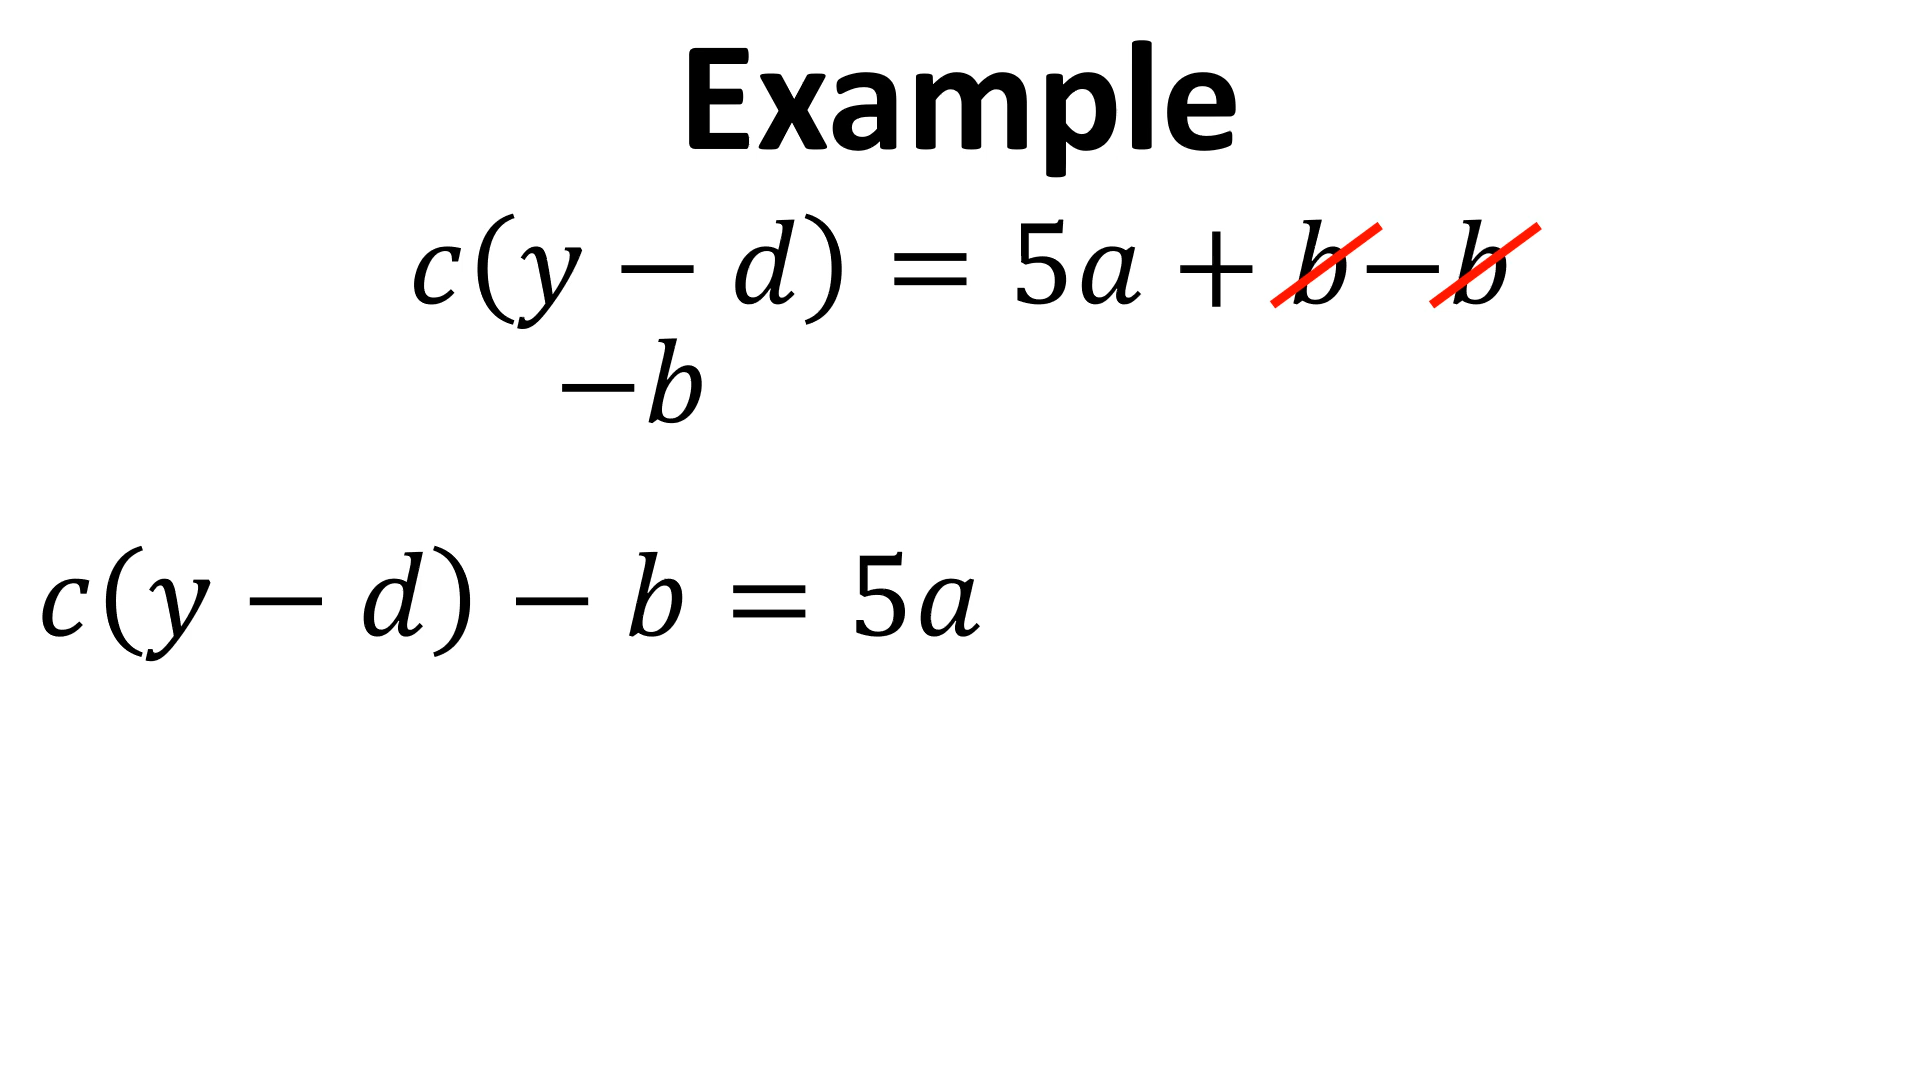 Example
c(y − d) = 5a + b−b
−b
c(y − d) − b = 5a